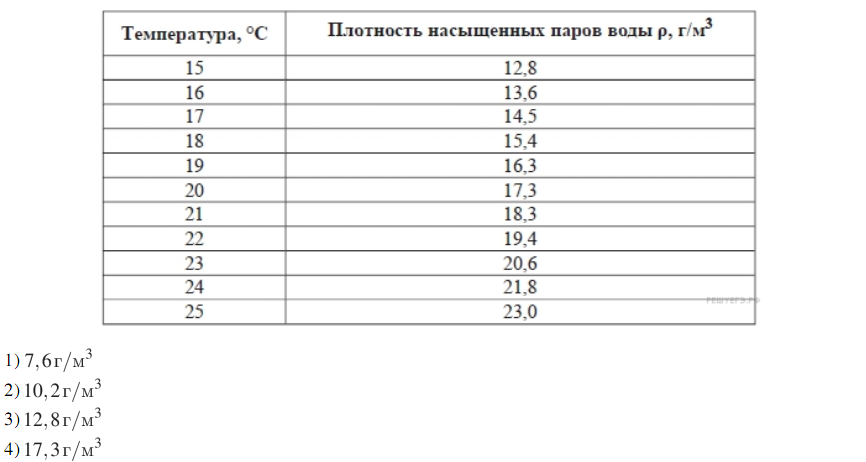 Температура, °С Плотность насыщенных паров воды ρ, г/м³
15 12,8
16 13,6
17 14,5
18 15,4
19 16,3
20 17,3
21 18,3
22 19,4
23 20,6
24 21,8
25 23,0
РЕШУЕГЭ.РФ
1) 7,6 г/м³
2) 10,2 г/м³
3) 12,8 г/м³
4) 17,3 г/м³